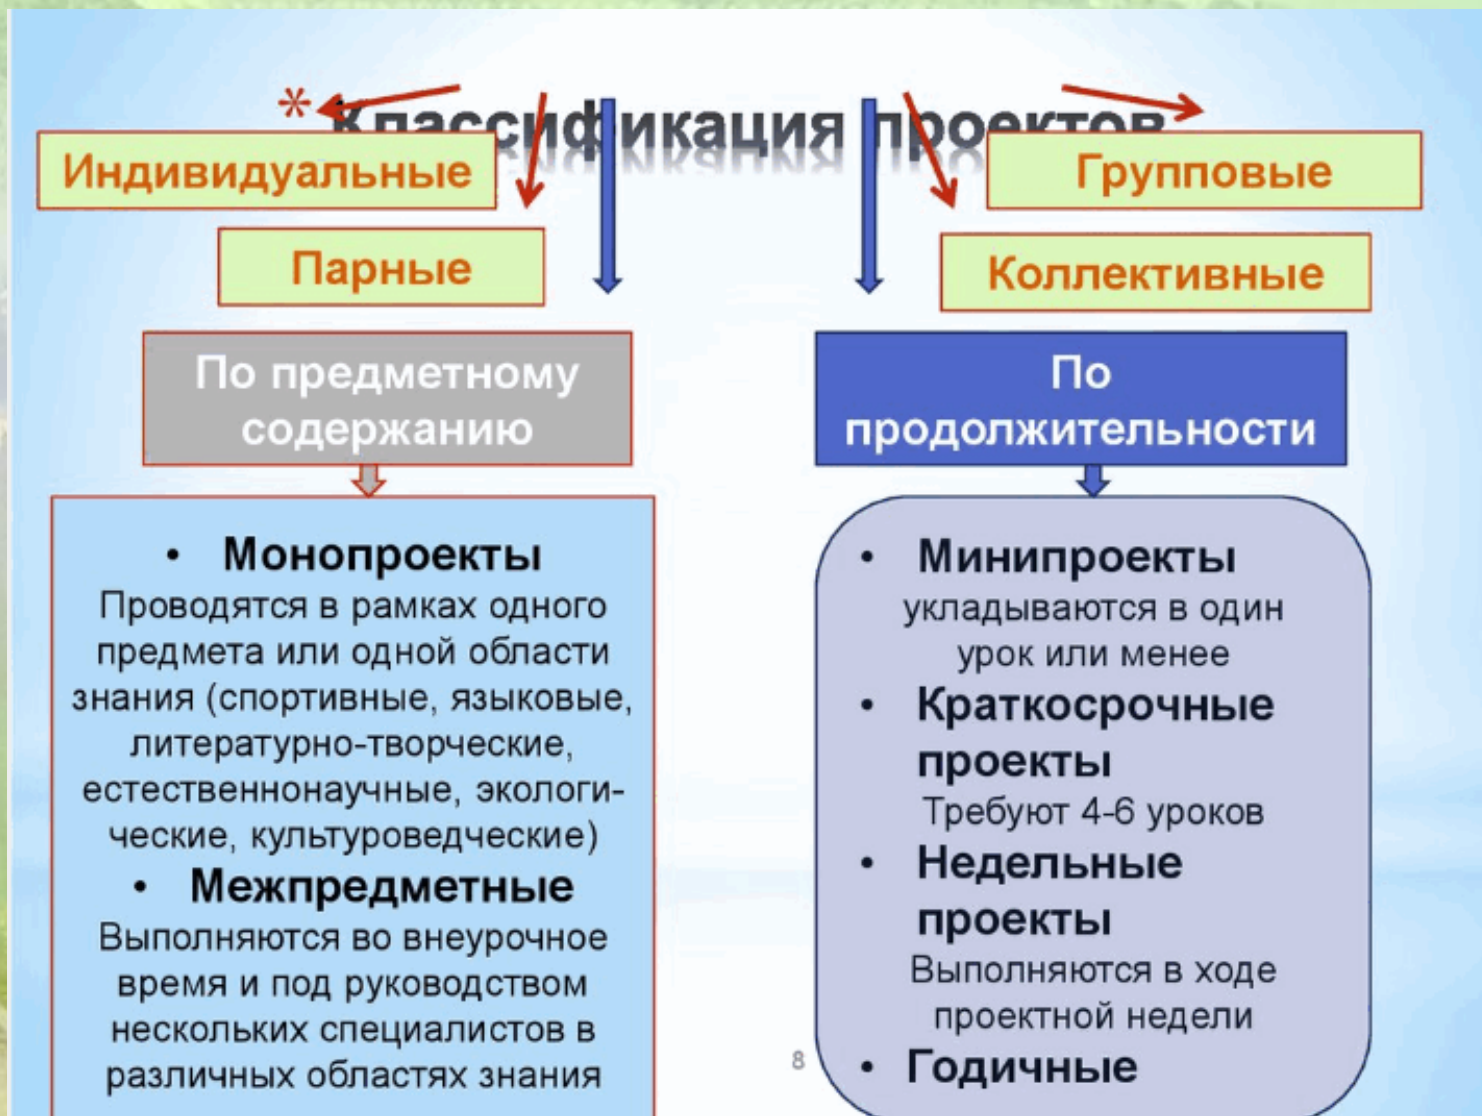 * Классификация проектов
Индивидуальные
Групповые
Парные
Коллективные
По предметному
содержанию
По
продолжительности
• Монопроекты
Проводятся в рамках одного
предмета или одной области
знания (спортивные, языковые,
литературно-творческие,
естественнонаучные, экологи-
ческие, культуроведческие)
• Межпредметные
Выполняются во внеурочное
время и под руководством
нескольких специалистов в
различных областях знания
• Минипроекты
укладываются в один
урок или менее
• Краткосрочные
проекты
Требуют 4-6 уроков
• Недельные
проекты
Выполняются в ходе
проектной недели
• Годичные
8